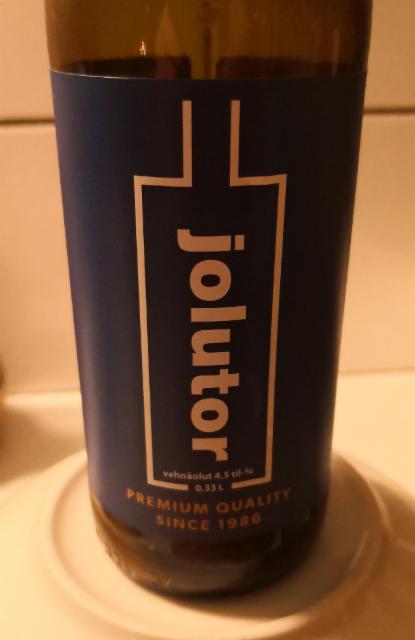 jolutor
vehnäolut 4,5 til-%
0,33 L
PREMIUM QUALITY
SINCE 1986